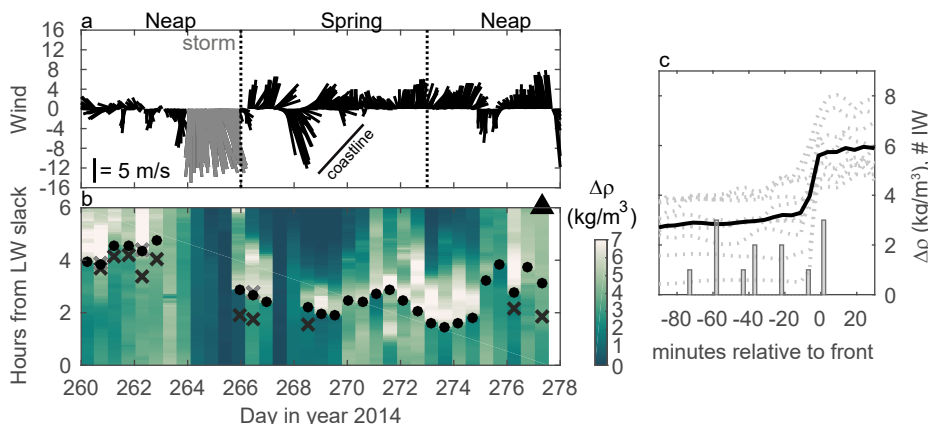 a
Neap
Spring
Neap
storm
Wind
16
12
8
4
0
-4
-8
-12
-16
= 5 m/s
coastline
b
Hours from LW slack
6
4
2
0
260 262 264 266 268 270 272 274 276 278
Day in year 2014
Δρ
(kg/m³)
7
6
5
4
3
2
1
0
c
8
6
4
2
0
Δρ (kg/m³), # IW
-80 -60 -40 -20 0 20
minutes relative to front